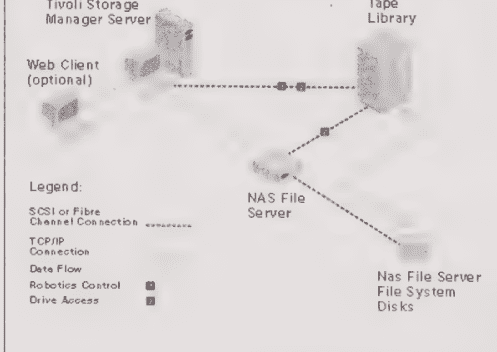 Tivoli Storage
Manager Server
Tape
Library
Web Client
(optional)
NAS File
Server
Legend:
SCSI or Fibre
Channel Connection
TCP/IP
Connection
Data Flow
Robotics Control
Drive Access
Nas File Server
File System
Disks